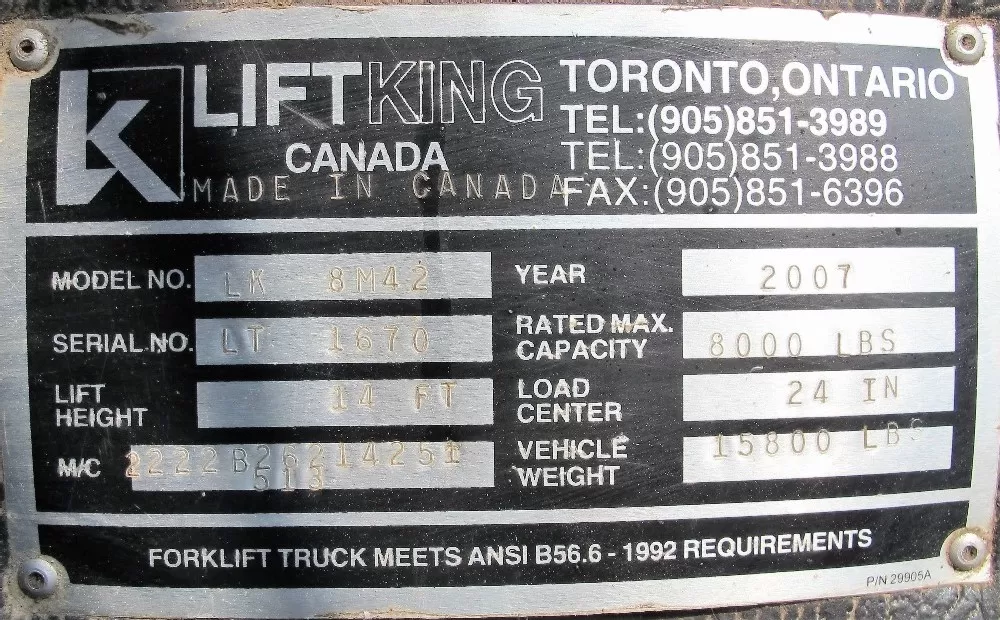 LIFTKING
CANADA
MADE IN CANADA
TORONTO,ONTARIO
TEL:(905)851-3989
TEL:(905)851-3988
FAX:(905)851-6396
MODEL NO. LK 8M42
SERIAL NO. LT 1670
LIFT
HEIGHT 14 FT
M/C 2222B26214251
513
YEAR 2007
RATED MAX.
CAPACITY 8000 LBS
LOAD
CENTER 24 IN
VEHICLE
WEIGHT 15800 LBS
FORKLIFT TRUCK MEETS ANSI B56.6 - 1992 REQUIREMENTS
P/N 29905A